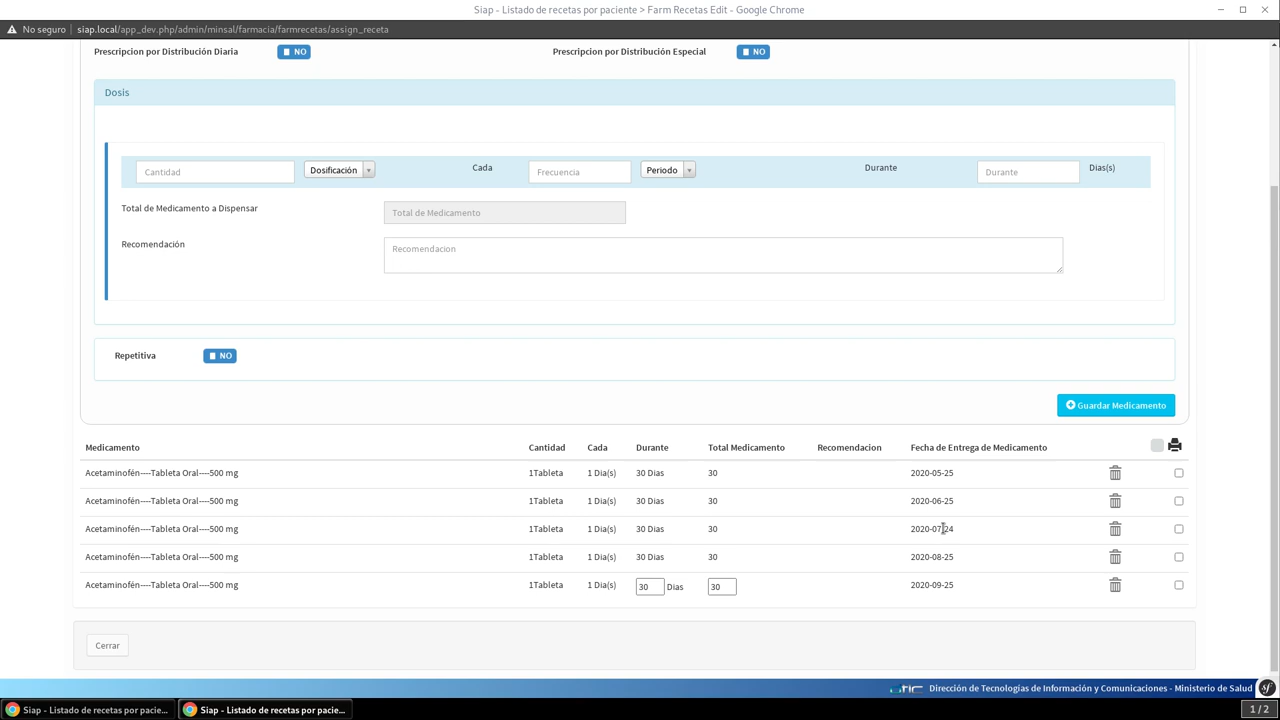 Siap - Listado de recetas por paciente > Farm Recetas Edit - Google Chrome
No seguro siap.local/app_dev.php/admin/minsal/farmacia/farmrecetas/assign_receta
Prescripcion por Distribución Diaria NO Prescripcion por Distribución Especial NO
Dosis
Cantidad Dosificación Cada Frecuencia Periodo Durante Durante Dias(s)
Total de Medicamento a Dispensar Total de Medicamento
Recomendación Recomendacion
Repetitiva NO
Guardar Medicamento
Medicamento Cantidad Cada Durante Total Medicamento Recomendacion Fecha de Entrega de Medicamento
Acetaminofén----Tableta Oral----500 mg 1Tableta 1 Dia(s) 30 Dias 30 2020-05-25
Acetaminofén----Tableta Oral----500 mg 1Tableta 1 Dia(s) 30 Dias 30 2020-06-25
Acetaminofén----Tableta Oral----500 mg 1Tableta 1 Dia(s) 30 Dias 30 2020-07-24
Acetaminofén----Tableta Oral----500 mg 1Tableta 1 Dia(s) 30 Dias 30 2020-08-25
Acetaminofén----Tableta Oral----500 mg 1Tableta 1 Dia(s) 30 Dias 30 2020-09-25
Cerrar
Dirección de Tecnologías de Información y Comunicaciones - Ministerio de Salud sf
Siap - Listado de recetas por pacie... Siap - Listado de recetas por pacie... 1 / 2